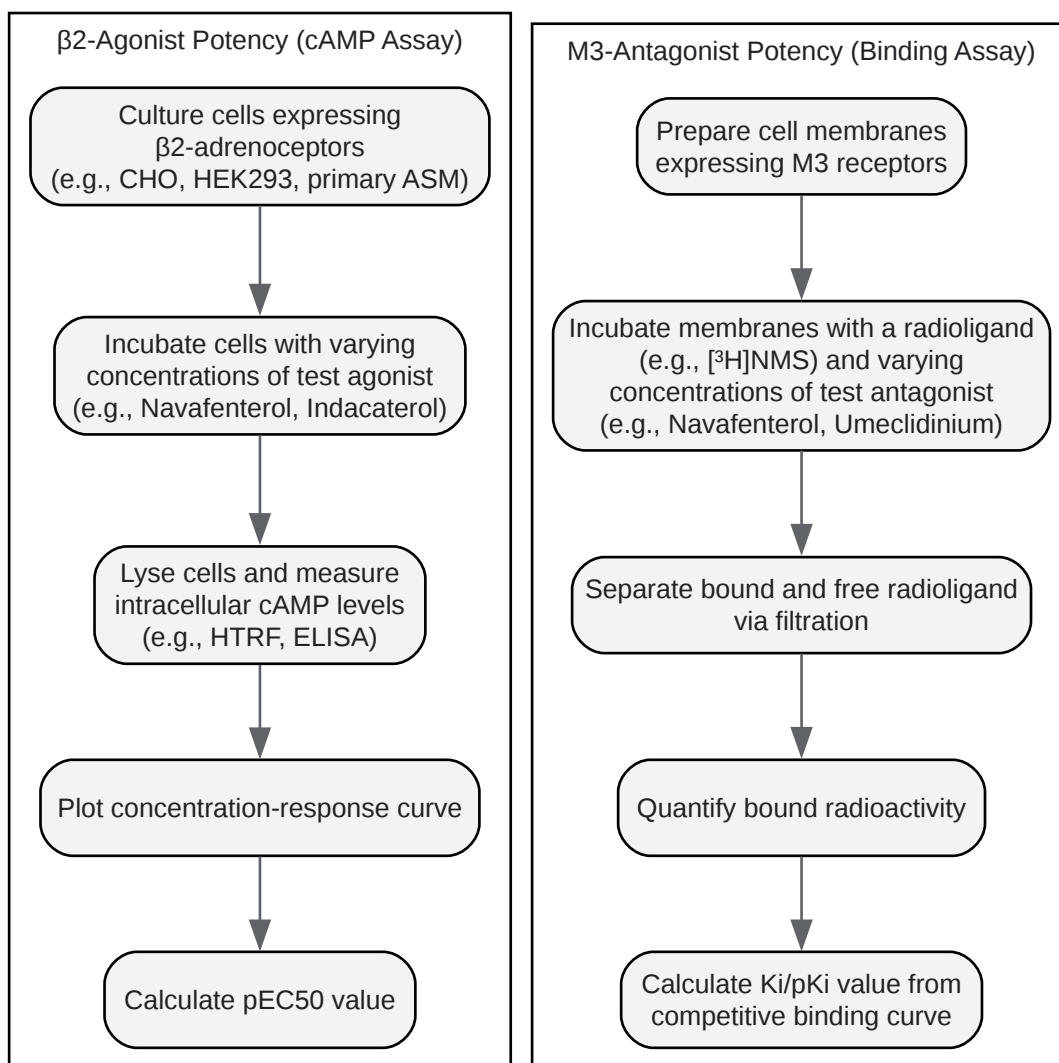 β2-Agonist Potency (cAMP Assay)
Culture cells expressing
β2-adrenoceptors
(e.g., CHO, HEK293, primary ASM)
Incubate cells with varying
concentrations of test agonist
(e.g., Navafenterol, Indacaterol)
Lyse cells and measure
intracellular cAMP levels
(e.g., HTRF, ELISA)
Plot concentration-response curve
Calculate pEC50 value
M3-Antagonist Potency (Binding Assay)
Prepare cell membranes
expressing M3 receptors
Incubate membranes with a radioligand
(e.g., [³H]NMS) and varying
concentrations of test antagonist
(e.g., Navafenterol, Umeclidinium)
Separate bound and free radioligand
via filtration
Quantify bound radioactivity
Calculate Ki/pKi value from
competitive binding curve